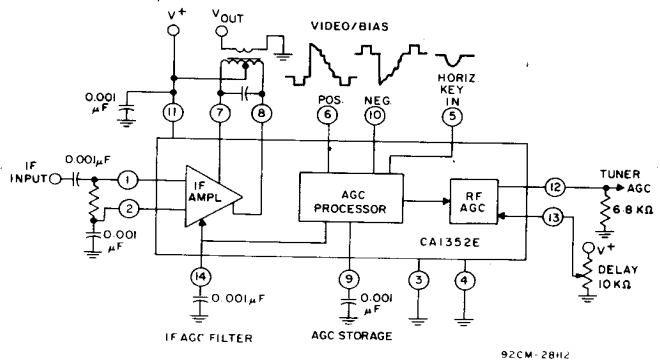 V+
VOUT
VIDEO/BIAS
0.001
µF
11
7
8
POS.
6
NEG.
10
HORIZ.
KEY
IN
5
IF
INPUT
0.001µF
1
2
0.001
µF
IF
AMPL
AGC
PROCESSOR
RF
AGC
CA1352E
12
TUNER
AGC
6.8 KΩ
13
V+
DELAY
10KΩ
14
0.001µF
9
0.001
µF
3
4
IF AGC FILTER
AGC STORAGE
92CM-28112